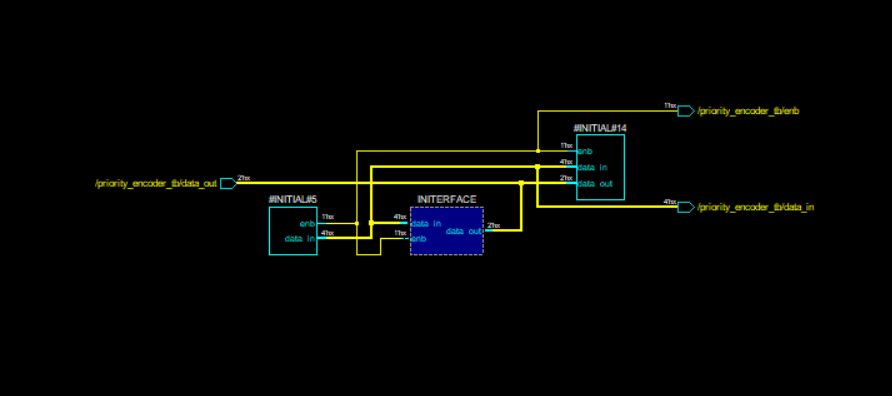 1'hx
/priority_encoder_tb/enb
#INITIAL#14
1'hx
enb
4'hx
data_in
2'hx
data_out
/priority_encoder_tb/data_out
2'hx
#INITIAL#5
INITERFACE
4'hx
/priority_encoder_tb/data_in
enb
1'hx
4'hx
data_in
data_out
2'hx
data_in
4'hx
1'hx
enb